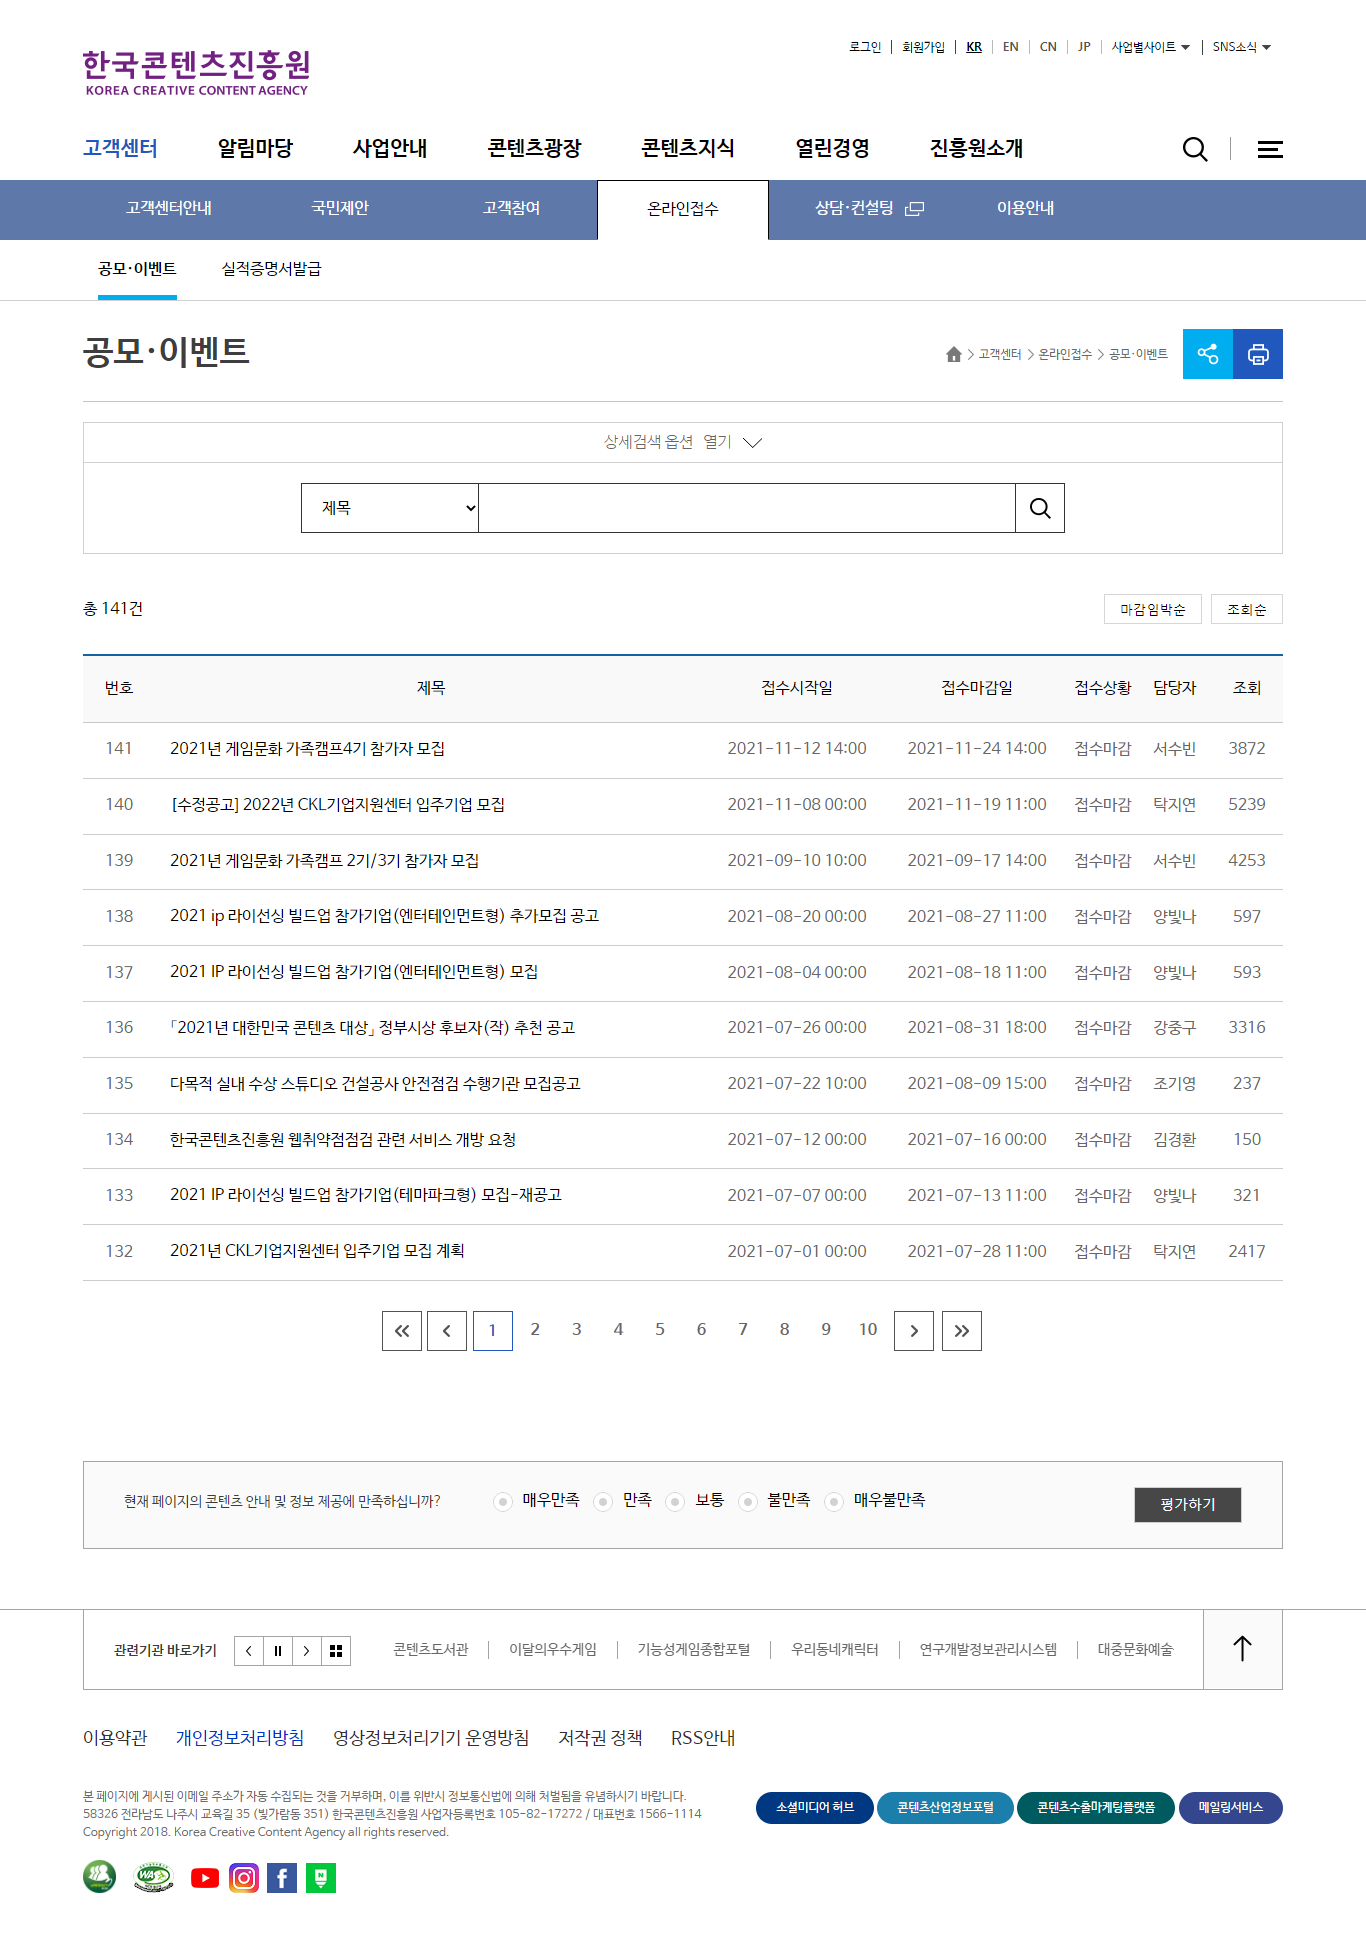 로그인 회원가입 KR EN CN JP 사업별사이트 SNS소식
한국콘텐츠진흥원
KOREA CREATIVE CONTENT AGENCY
고객센터 알림마당 사업안내 콘텐츠광장 콘텐츠지식 열린경영 진흥원소개
고객센터안내 국민제안 고객참여 온라인접수 상담·컨설팅 이용안내
공모·이벤트 실적증명서발급
공모·이벤트
고객센터 온라인접수 공모·이벤트
상세검색 옵션 열기
제목
총 141건 마감임박순 조회순
번호 제목 접수시작일 접수마감일 접수상황 담당자 조회
141 2021년 게임문화 가족캠프4기 참가자 모집 2021-11-12 14:00 2021-11-24 14:00 접수마감 서수빈 3872
140 [수정공고] 2022년 CKL기업지원센터 입주기업 모집 2021-11-08 00:00 2021-11-19 11:00 접수마감 탁지연 5239
139 2021년 게임문화 가족캠프 2기/3기 참가자 모집 2021-09-10 10:00 2021-09-17 14:00 접수마감 서수빈 4253
138 2021 ip 라이선싱 빌드업 참가기업(엔터테인먼트형) 추가모집 공고 2021-08-20 00:00 2021-08-27 11:00 접수마감 양빛나 597
137 2021 IP 라이선싱 빌드업 참가기업(엔터테인먼트형) 모집 2021-08-04 00:00 2021-08-18 11:00 접수마감 양빛나 593
136 「2021년 대한민국 콘텐츠 대상」 정부시상 후보자(작) 추천 공고 2021-07-26 00:00 2021-08-31 18:00 접수마감 강중구 3316
135 다목적 실내 수상 스튜디오 건설공사 안전점검 수행기관 모집공고 2021-07-22 10:00 2021-08-09 15:00 접수마감 조기영 237
134 한국콘텐츠진흥원 웹취약점점검 관련 서비스 개방 요청 2021-07-12 00:00 2021-07-16 00:00 접수마감 김경환 150
133 2021 IP 라이선싱 빌드업 참가기업(테마파크형) 모집-재공고 2021-07-07 00:00 2021-07-13 11:00 접수마감 양빛나 321
132 2021년 CKL기업지원센터 입주기업 모집 계획 2021-07-01 00:00 2021-07-28 11:00 접수마감 탁지연 2417
1 2 3 4 5 6 7 8 9 10
현재 페이지의 콘텐츠 안내 및 정보 제공에 만족하십니까? 매우만족 만족 보통 불만족 매우불만족 평가하기
관련기관 바로가기 콘텐츠도서관 이달의우수게임 기능성게임종합포털 우리동네캐릭터 연구개발정보관리시스템 대중문화예술
이용약관 개인정보처리방침 영상정보처리기기 운영방침 저작권 정책 RSS안내
본 페이지에 게시된 이메일 주소가 자동 수집되는 것을 거부하며, 이를 위반시 정보통신법에 의해 처벌됨을 유념하시기 바랍니다.
58326 전라남도 나주시 교육길 35 (빛가람동 351) 한국콘텐츠진흥원 사업자등록번호 105-82-17272 / 대표번호 1566-1114
Copyright 2018. Korea Creative Content Agency all rights reserved.
소셜미디어 허브 콘텐츠산업정보포털 콘텐츠수출마케팅플랫폼 메일링서비스
WA